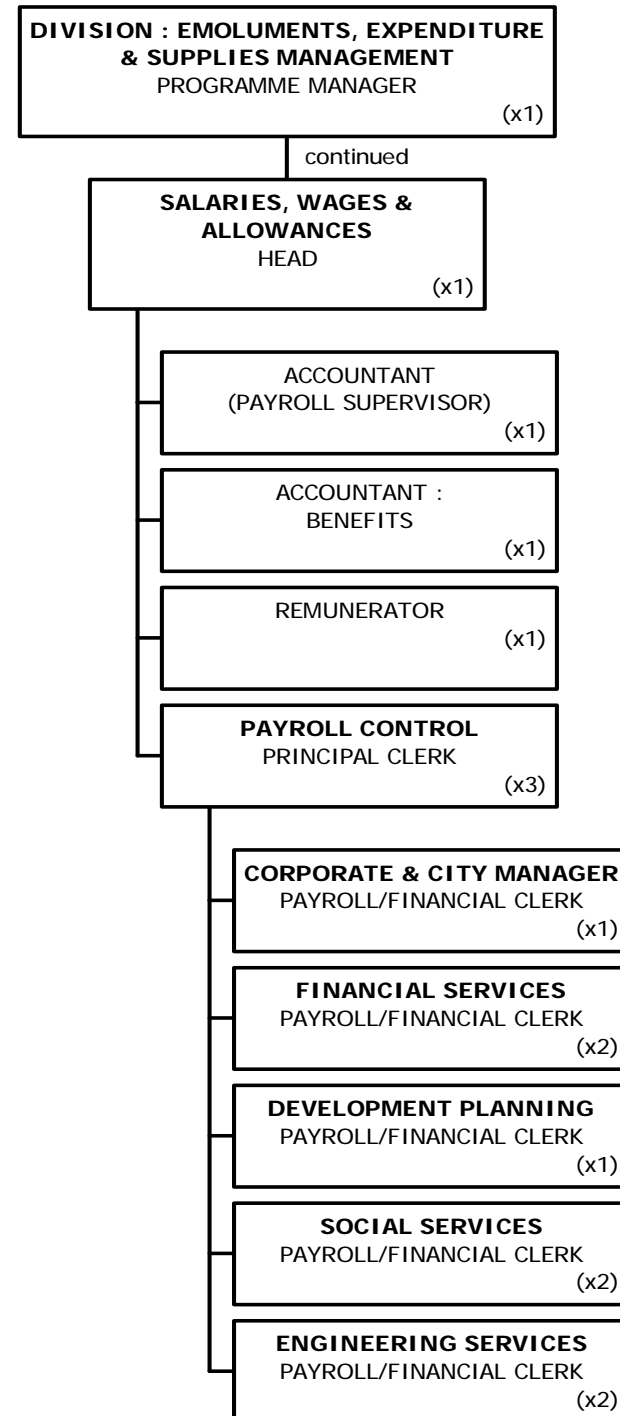 DIVISION : EMOLUMENTS, EXPENDITURE
& SUPPLIES MANAGEMENT
PROGRAMME MANAGER
(x1)
continued
SALARIES, WAGES &
ALLOWANCES
HEAD
(x1)
ACCOUNTANT
(PAYROLL SUPERVISOR)
(x1)
ACCOUNTANT :
BENEFITS
(x1)
REMUNERATOR
(x1)
PAYROLL CONTROL
PRINCIPAL CLERK
(x3)
CORPORATE & CITY MANAGER
PAYROLL/FINANCIAL CLERK
(x1)
FINANCIAL SERVICES
PAYROLL/FINANCIAL CLERK
(x2)
DEVELOPMENT PLANNING
PAYROLL/FINANCIAL CLERK
(x1)
SOCIAL SERVICES
PAYROLL/FINANCIAL CLERK
(x2)
ENGINEERING SERVICES
PAYROLL/FINANCIAL CLERK
(x2)